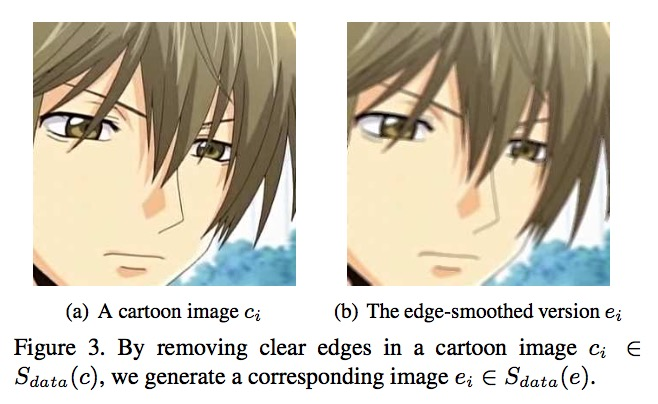 (a) A cartoon image cᵢ
(b) The edge-smoothed version eᵢ
Figure 3. By removing clear edges in a cartoon image cᵢ ∈
S_data(c), we generate a corresponding image eᵢ ∈ S_data(e).